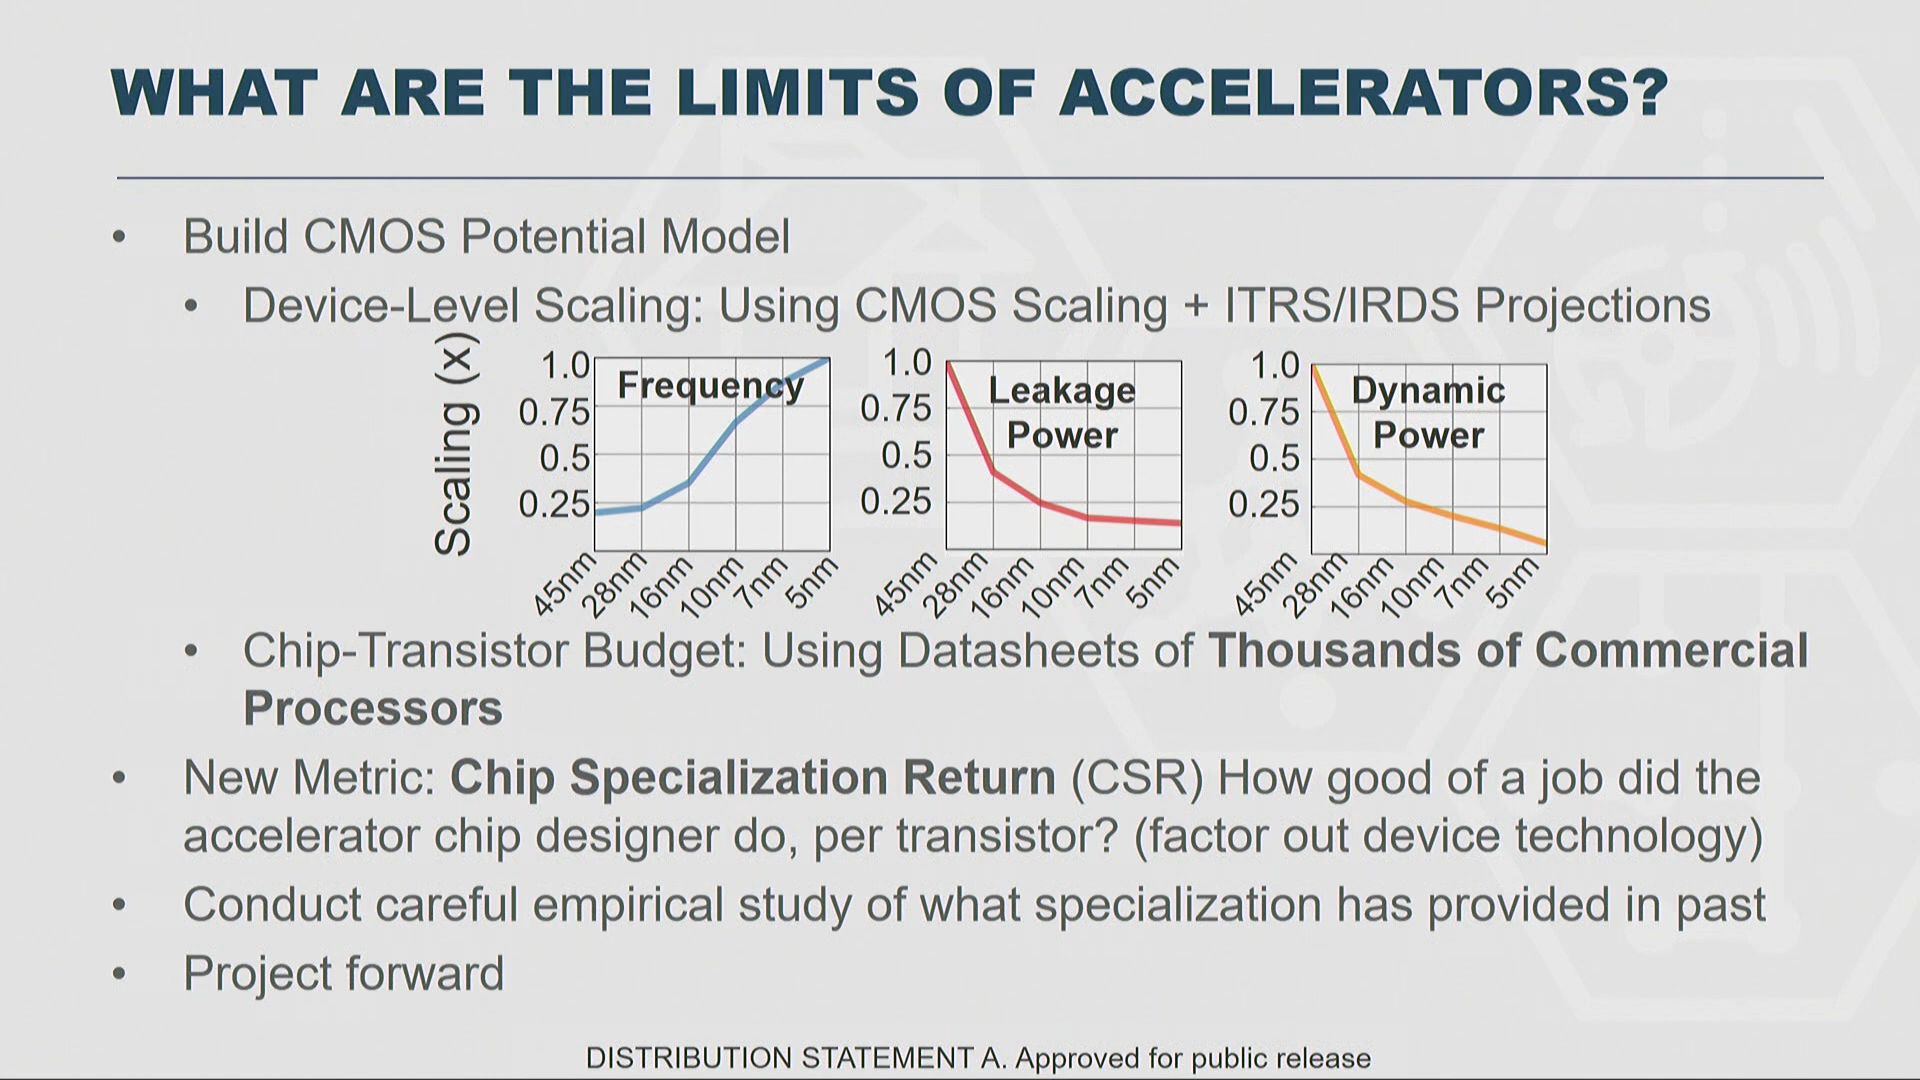 WHAT ARE THE LIMITS OF ACCELERATORS?
• Build CMOS Potential Model
• Device-Level Scaling: Using CMOS Scaling + ITRS/IRDS Projections
Scaling (x)
1.0
0.75
0.5
0.25
Frequency
45nm 28nm 16nm 10nm 7nm 5nm
1.0
0.75
0.5
0.25
Leakage
Power
45nm 28nm 16nm 10nm 7nm 5nm
1.0
0.75
0.5
0.25
Dynamic
Power
45nm 28nm 16nm 10nm 7nm 5nm
• Chip-Transistor Budget: Using Datasheets of Thousands of Commercial
Processors
• New Metric: Chip Specialization Return (CSR) How good of a job did the
accelerator chip designer do, per transistor? (factor out device technology)
• Conduct careful empirical study of what specialization has provided in past
• Project forward
DISTRIBUTION STATEMENT A. Approved for public release